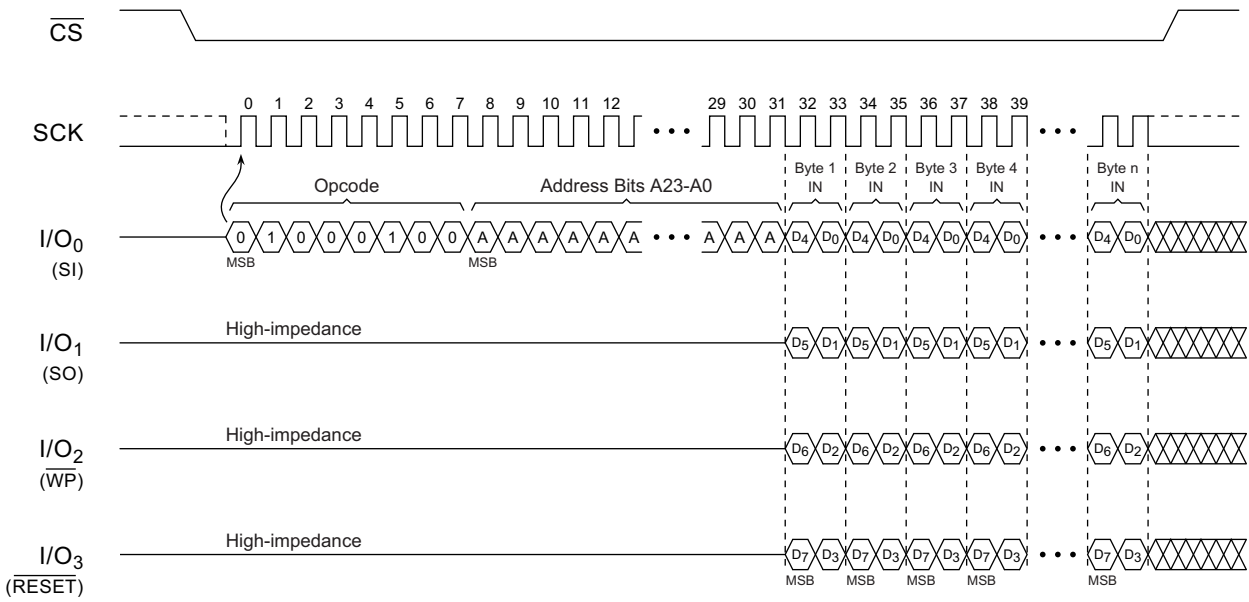 CS
0 1 2 3 4 5 6 7 8 9 10 11 12 29 30 31 32 33 34 35 36 37 38 39
SCK
Byte 1 IN Byte 2 IN Byte 3 IN Byte 4 IN Byte n IN
Opcode Address Bits A23-A0
I/O0 0 1 0 0 0 1 0 0 A A A A A A A A A D4 D0 D4 D0 D4 D0 D4 D0 D4 D0
(SI) MSB MSB
High-impedance
I/O1 D5 D1 D5 D1 D5 D1 D5 D1 D5 D1
(SO)
High-impedance
I/O2 D6 D2 D6 D2 D6 D2 D6 D2 D6 D2
(WP)
High-impedance
I/O3 D7 D3 D7 D3 D7 D3 D7 D3 D7 D3
(RESET) MSB MSB MSB MSB MSB